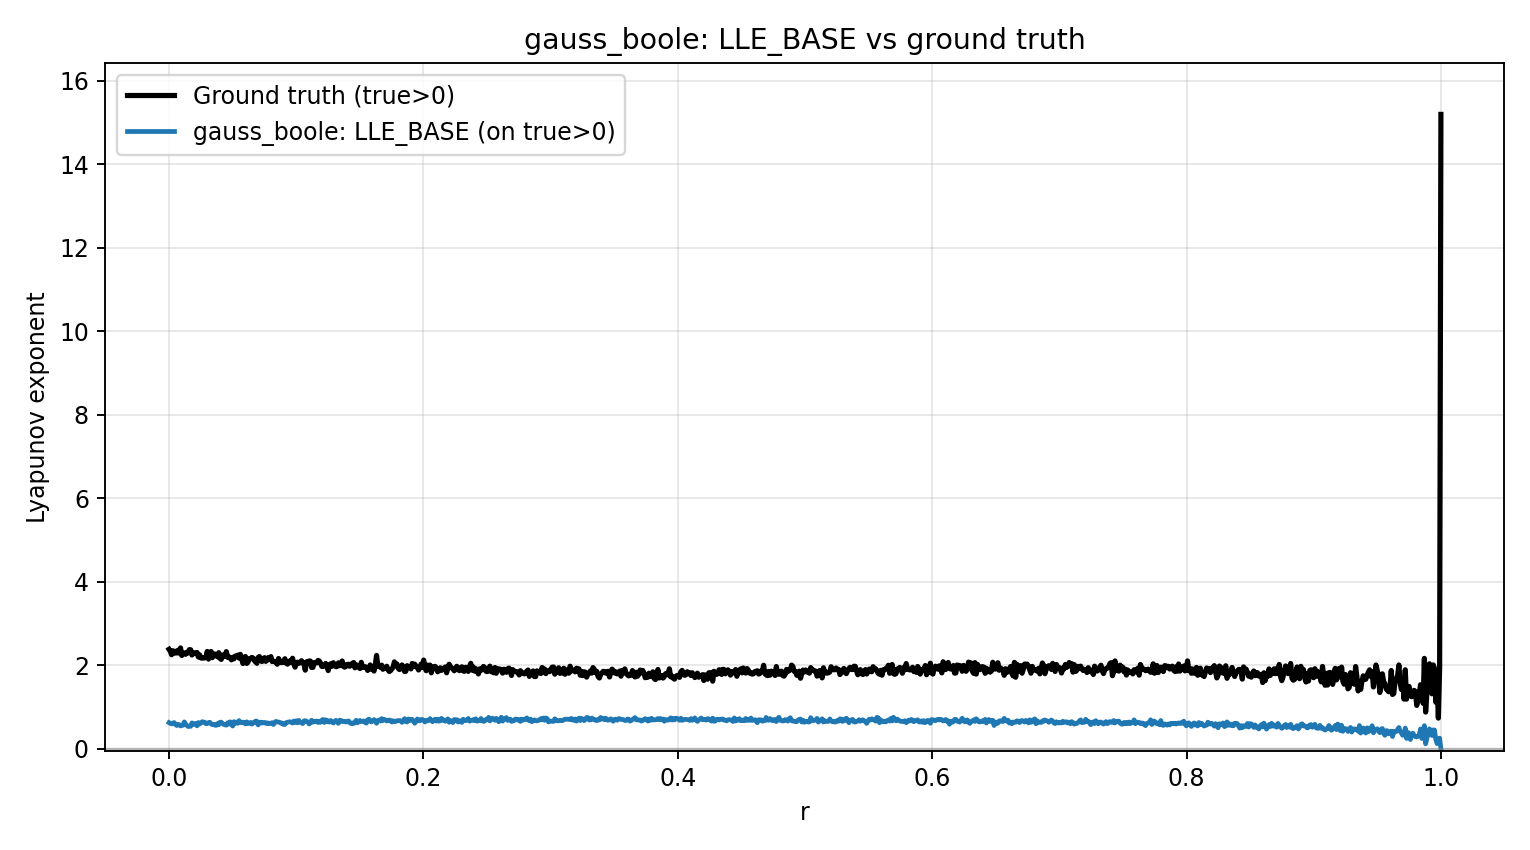 gauss_boole: LLE_BASE vs ground truth
Ground truth (true>0)
gauss_boole: LLE_BASE (on true>0)
Lyapunov exponent
16
14
12
10
8
6
4
2
0
0.0 0.2 0.4 0.6 0.8 1.0
r